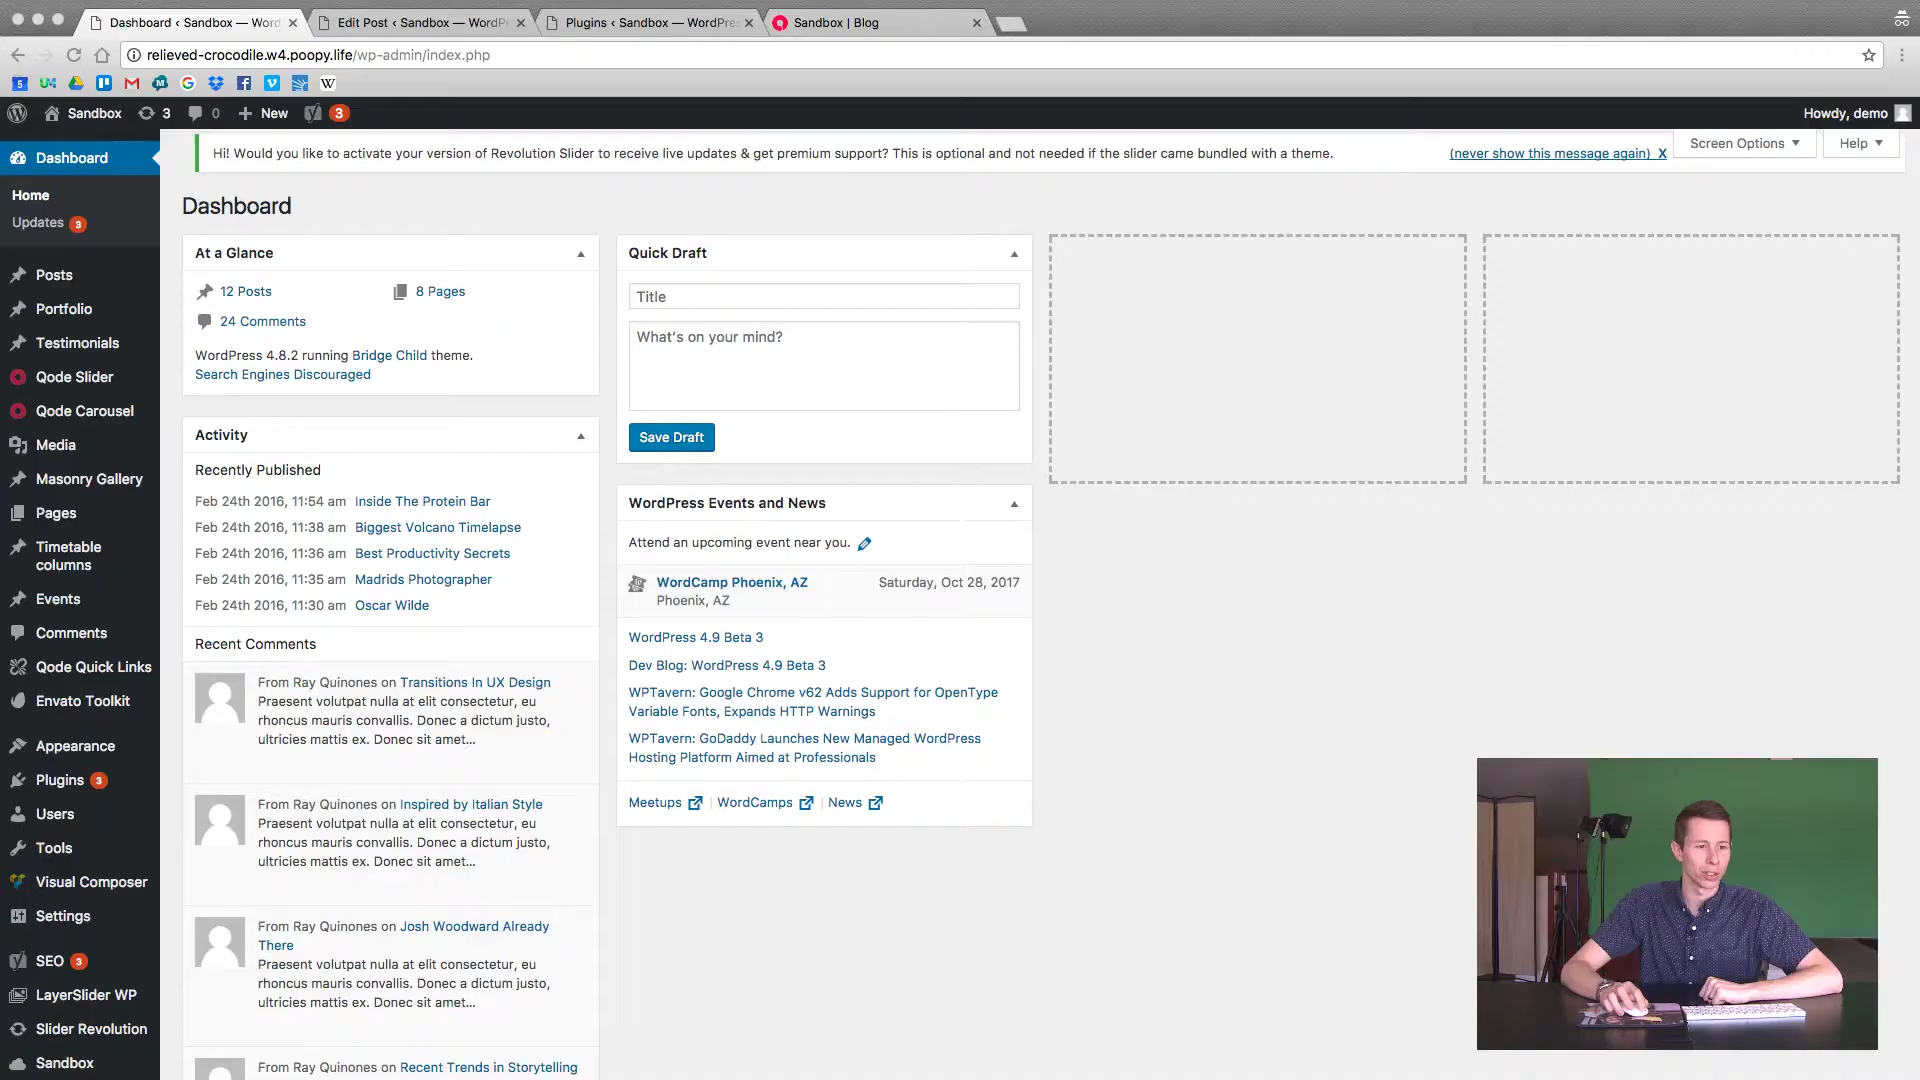 Dashboard ‹ Sandbox — Word
Edit Post ‹ Sandbox — WordP
Plugins ‹ Sandbox — WordPre
Sandbox | Blog
relieved-crocodile.w4.poopy.life/wp-admin/index.php
Sandbox
3
0
New
3
Howdy, demo
Hi! Would you like to activate your version of Revolution Slider to receive live updates & get premium support? This is optional and not needed if the slider came bundled with a theme.
(never show this message again) X
Screen Options
Help
Dashboard
Home
Updates 3
Posts
Portfolio
Testimonials
Qode Slider
Qode Carousel
Media
Masonry Gallery
Pages
Timetable
columns
Events
Comments
Qode Quick Links
Envato Toolkit
Appearance
Plugins 3
Users
Tools
Visual Composer
Settings
SEO 3
LayerSlider WP
Slider Revolution
Sandbox
Dashboard
At a Glance
12 Posts
8 Pages
24 Comments
WordPress 4.8.2 running Bridge Child theme.
Search Engines Discouraged
Activity
Recently Published
Feb 24th 2016, 11:54 am Inside The Protein Bar
Feb 24th 2016, 11:38 am Biggest Volcano Timelapse
Feb 24th 2016, 11:36 am Best Productivity Secrets
Feb 24th 2016, 11:35 am Madrids Photographer
Feb 24th 2016, 11:30 am Oscar Wilde
Recent Comments
From Ray Quinones on Transitions In UX Design
Praesent volutpat nulla at elit consectetur, eu
rhoncus mauris convallis. Donec a dictum justo,
ultricies mattis ex. Donec sit amet…
From Ray Quinones on Inspired by Italian Style
Praesent volutpat nulla at elit consectetur, eu
rhoncus mauris convallis. Donec a dictum justo,
ultricies mattis ex. Donec sit amet…
From Ray Quinones on Josh Woodward Already
There
Praesent volutpat nulla at elit consectetur, eu
rhoncus mauris convallis. Donec a dictum justo,
ultricies mattis ex. Donec sit amet…
From Ray Quinones on Recent Trends in Storytelling
Quick Draft
Title
What's on your mind?
Save Draft
WordPress Events and News
Attend an upcoming event near you.
WordCamp Phoenix, AZ
Saturday, Oct 28, 2017
Phoenix, AZ
WordPress 4.9 Beta 3
Dev Blog: WordPress 4.9 Beta 3
WPTavern: Google Chrome v62 Adds Support for OpenType
Variable Fonts, Expands HTTP Warnings
WPTavern: GoDaddy Launches New Managed WordPress
Hosting Platform Aimed at Professionals
Meetups | WordCamps | News